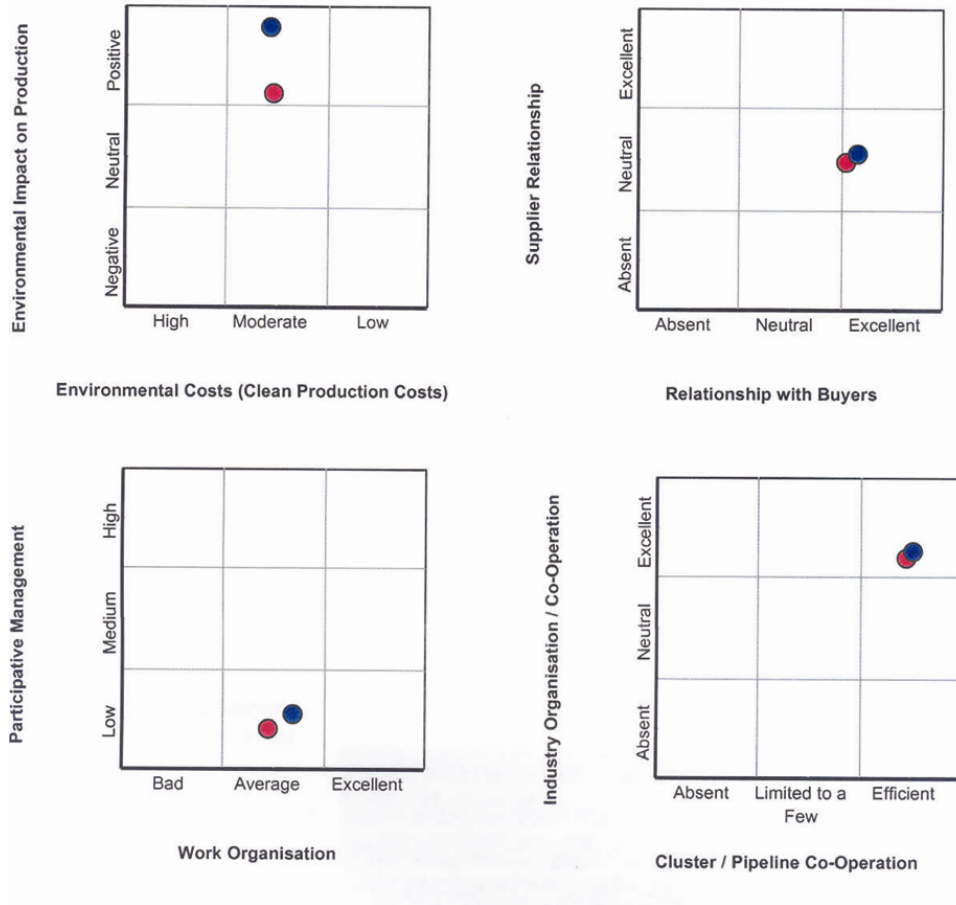 Environmental Impact on Production
Positive
Neutral
Negative
High Moderate Low
Environmental Costs (Clean Production Costs)
Supplier Relationship
Excellent
Neutral
Absent
Absent Neutral Excellent
Relationship with Buyers
Participative Management
High
Medium
Low
Bad Average Excellent
Work Organisation
Industry Organisation / Co-Operation
Excellent
Neutral
Absent
Absent Limited to a Efficient
Few
Cluster / Pipeline Co-Operation